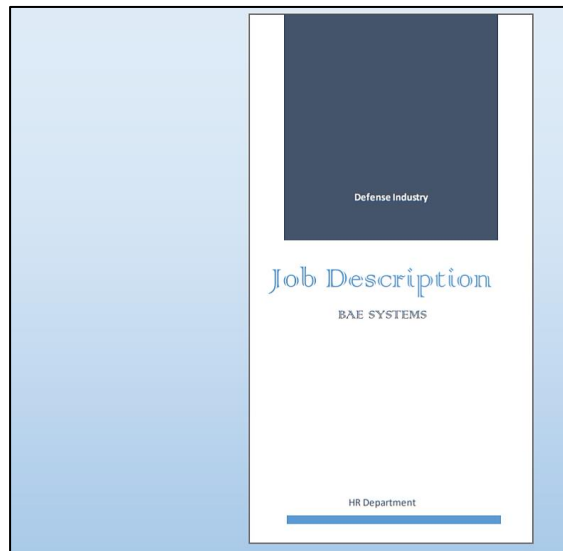 Defense Industry
Job Description
BAE SYSTEMS
HR Department